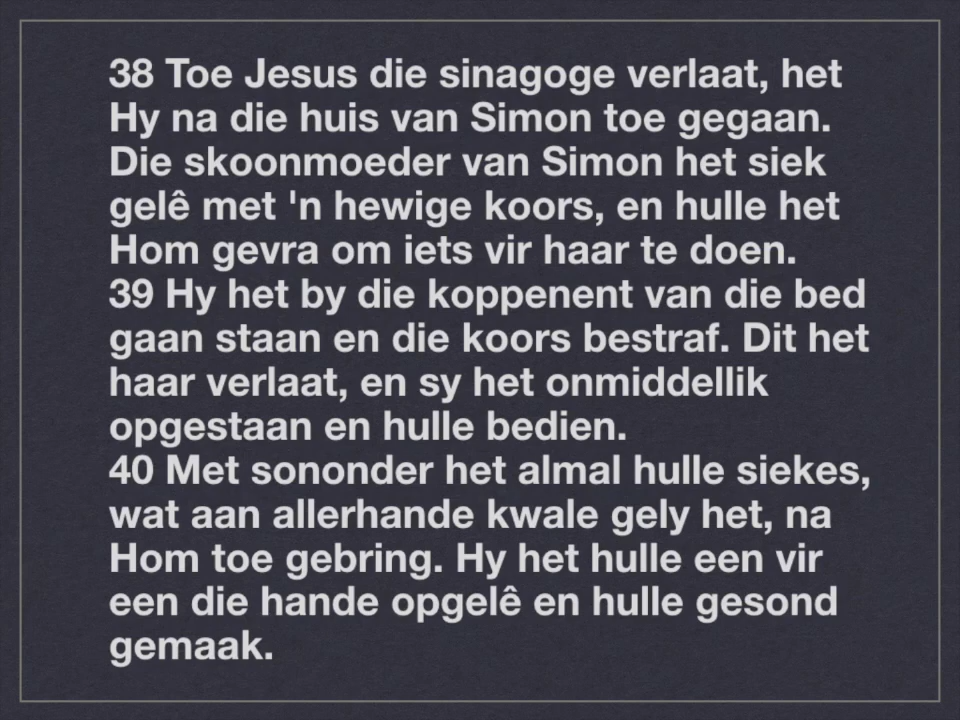 38 Toe Jesus die sinagoge verlaat, het
Hy na die huis van Simon toe gegaan.
Die skoonmoeder van Simon het siek
gelê met 'n hewige koors, en hulle het
Hom gevra om iets vir haar te doen.
39 Hy het by die koppenent van die bed
gaan staan en die koors bestraf. Dit het
haar verlaat, en sy het onmiddellik
opgestaan en hulle bedien.
40 Met sononder het almal hulle siekes,
wat aan allerhande kwale gely het, na
Hom toe gebring. Hy het hulle een vir
een die hande opgelê en hulle gesond
gemaak.